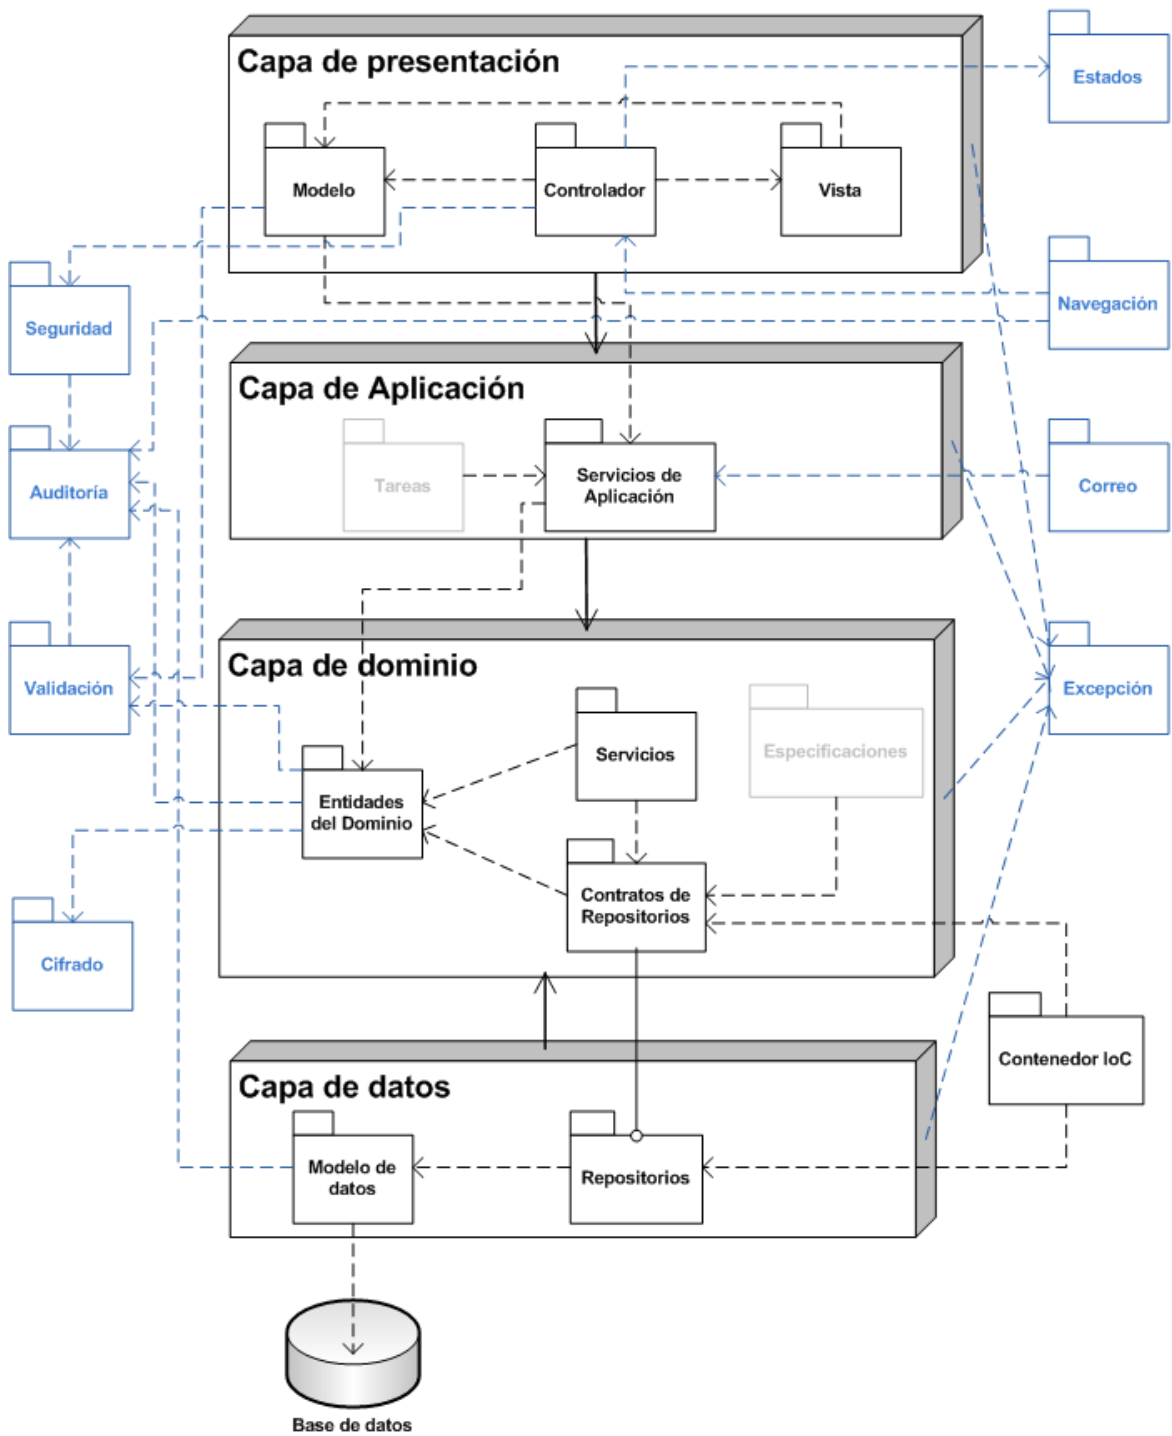 Capa de presentación
Estados
Modelo
Controlador
Vista
Seguridad
Navegación
Capa de Aplicación
Auditoría
Tareas
Servicios de
Aplicación
Correo
Capa de dominio
Validación
Servicios
Especificaciones
Excepción
Entidades
del Dominio
Contratos de
Repositorios
Cifrado
Contenedor IoC
Capa de datos
Modelo de
datos
Repositorios
Base de datos